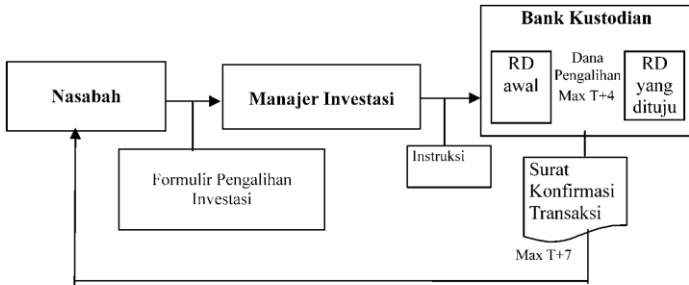 Bank Kustodian
RD
awal
Dana
Pengalihan
Max T+4
RD
yang
dituju
Nasabah
Manajer Investasi
Formulir Pengalihan
Investasi
Instruksi
Surat
Konfirmasi
Transaksi
Max T+7